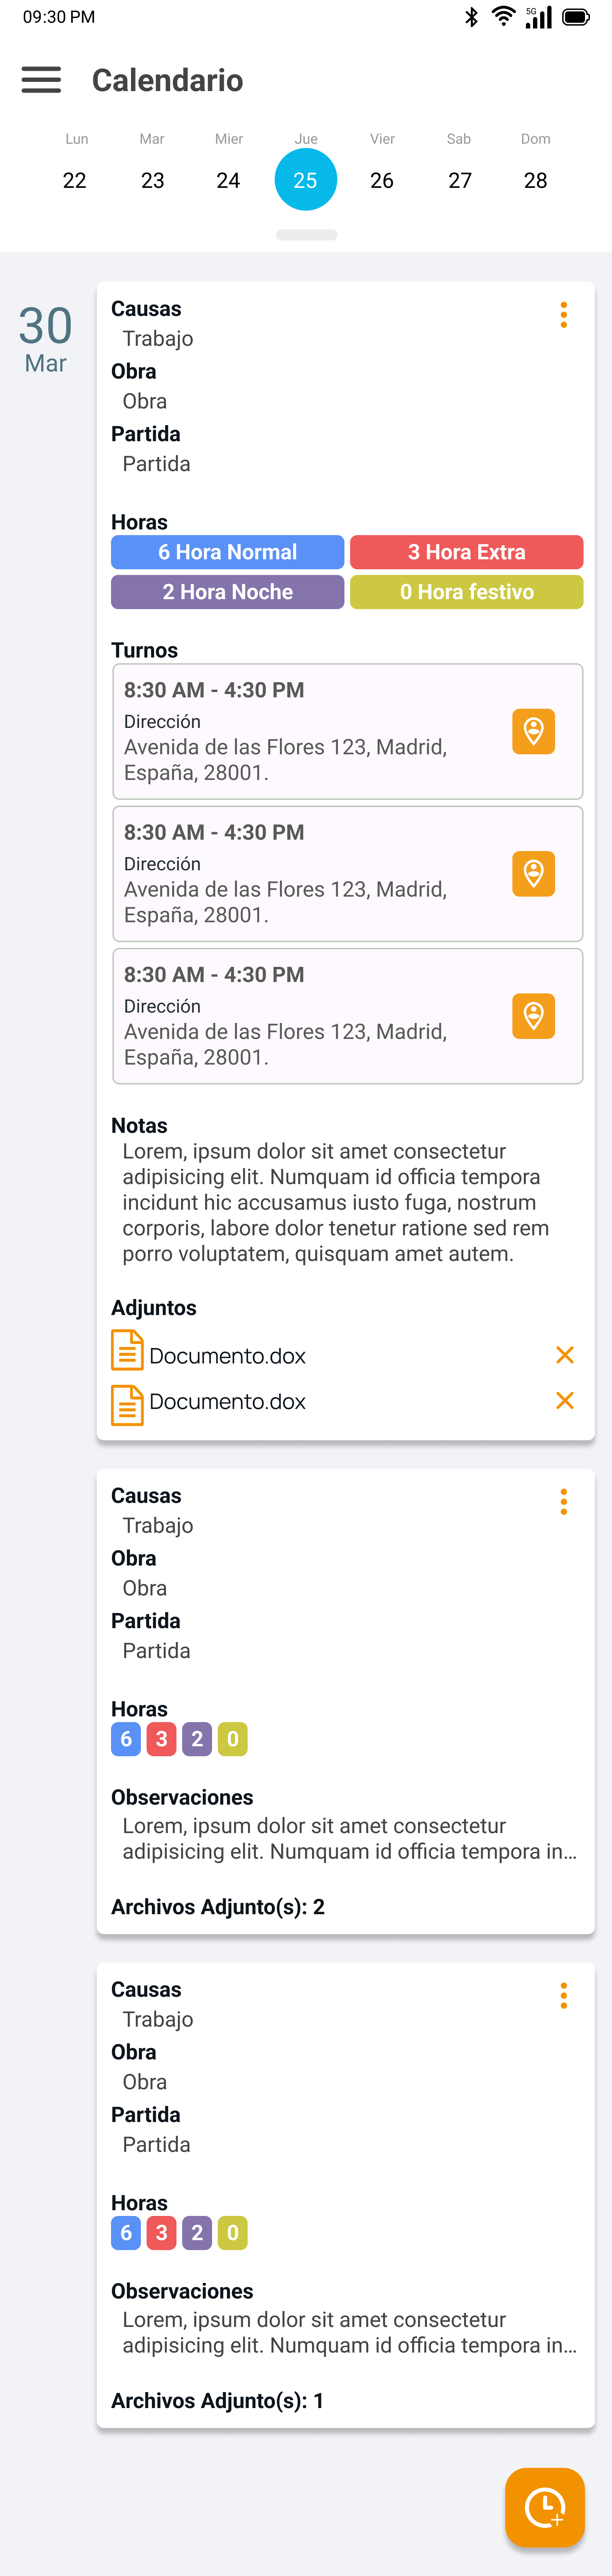 09:30 PM
5G
Calendario
Lun Mar Mier Jue Vier Sab Dom
22 23 24 25 26 27 28
30
Mar
Causas
Trabajo
Obra
Obra
Partida
Partida
Horas
6 Hora Normal 3 Hora Extra
2 Hora Noche 0 Hora festivo
Turnos
8:30 AM - 4:30 PM
Dirección
Avenida de las Flores 123, Madrid,
España, 28001.
8:30 AM - 4:30 PM
Dirección
Avenida de las Flores 123, Madrid,
España, 28001.
8:30 AM - 4:30 PM
Dirección
Avenida de las Flores 123, Madrid,
España, 28001.
Notas
Lorem, ipsum dolor sit amet consectetur
adipisicing elit. Numquam id officia tempora
incidunt hic accusamus iusto fuga, nostrum
corporis, labore dolor tenetur ratione sed rem
porro voluptatem, quisquam amet autem.
Adjuntos
Documento.dox
Documento.dox
Causas
Trabajo
Obra
Obra
Partida
Partida
Horas
6 3 2 0
Observaciones
Lorem, ipsum dolor sit amet consectetur
adipisicing elit. Numquam id officia tempora in...
Archivos Adjunto(s): 2
Causas
Trabajo
Obra
Obra
Partida
Partida
Horas
6 3 2 0
Observaciones
Lorem, ipsum dolor sit amet consectetur
adipisicing elit. Numquam id officia tempora in...
Archivos Adjunto(s): 1